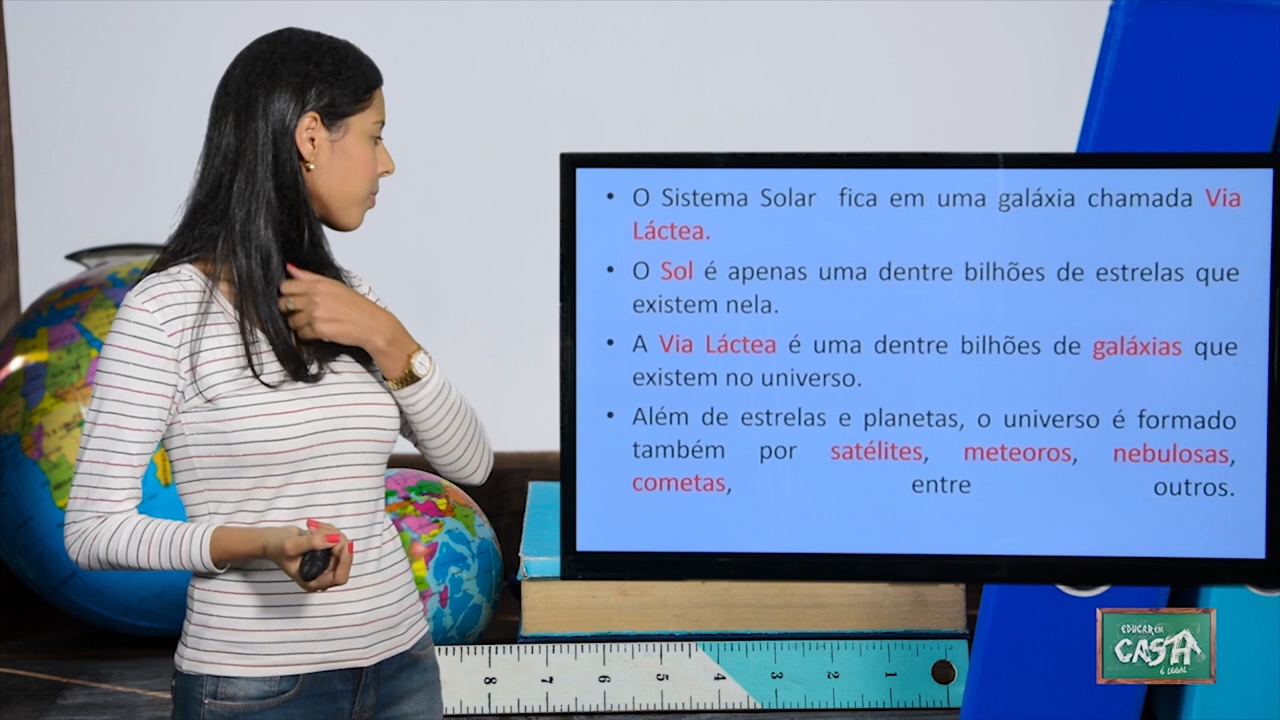 • O Sistema Solar fica em uma galáxia chamada Via
Láctea.
• O Sol é apenas uma dentre bilhões de estrelas que
existem nela.
• A Via Láctea é uma dentre bilhões de galáxias que
existem no universo.
• Além de estrelas e planetas, o universo é formado
também por satélites, meteoros, nebulosas,
cometas, entre outros.
8 7 6 5 4 3 2 1
EDUCAR EM
CASA
É LEGAL